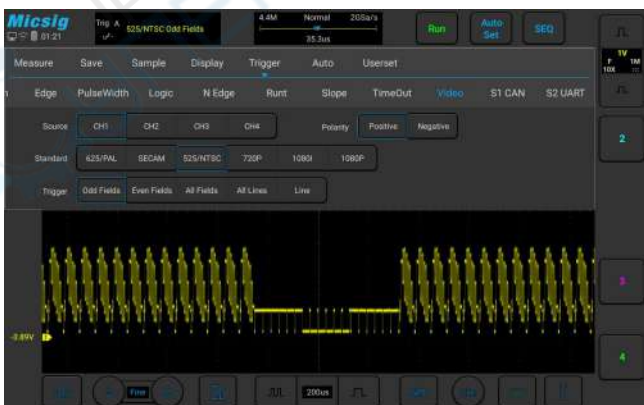 Micsig
01:21
Trig A
525/NTSC Odd Fields
4.4M Normal 2GSa/s
35.3us
Run
Auto Set
SEQ
Measure Save Sample Display Trigger Auto Userset
Edge PulseWidth Logic N Edge Runt Slope TimeOut Video S1 CAN S2 UART
Source CH1 CH2 CH3 CH4 Polarity Positive Negative
Standard 625/PAL SECAM 525/NTSC 720P 1080I 1080P
Trigger Odd Fields Even Fields All Fields All Lines Line
1V
F 1M
10X
2
3
4
-3.89V
Fine
200us